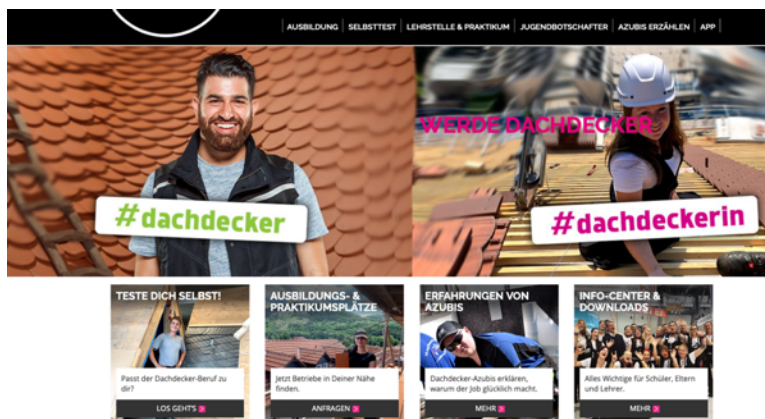 AUSBILDUNG
SELBSTTEST
LEHRSTELLE & PRAKTIKUM
JUGENDBOTSCHAFTER
AZUBIS ERZÄHLEN
APP
WERDE DACHDECKER
#dachdecker
#dachdeckerin
TESTE DICH SELBST!
Passt der Dachdecker-Beruf zu
dir?
LOS GEHT'S
AUSBILDUNGS- &
PRAKTIKUMSPLÄTZE
Jetzt Betriebe in Deiner Nähe
finden.
ANFRAGEN
ERFAHRUNGEN VON
AZUBIS
Dachdecker-Azubis erklären,
warum der Job glücklich macht.
MEHR
INFO-CENTER &
DOWNLOADS
Alles Wichtige für Schüler, Eltern
und Lehrer.
MEHR